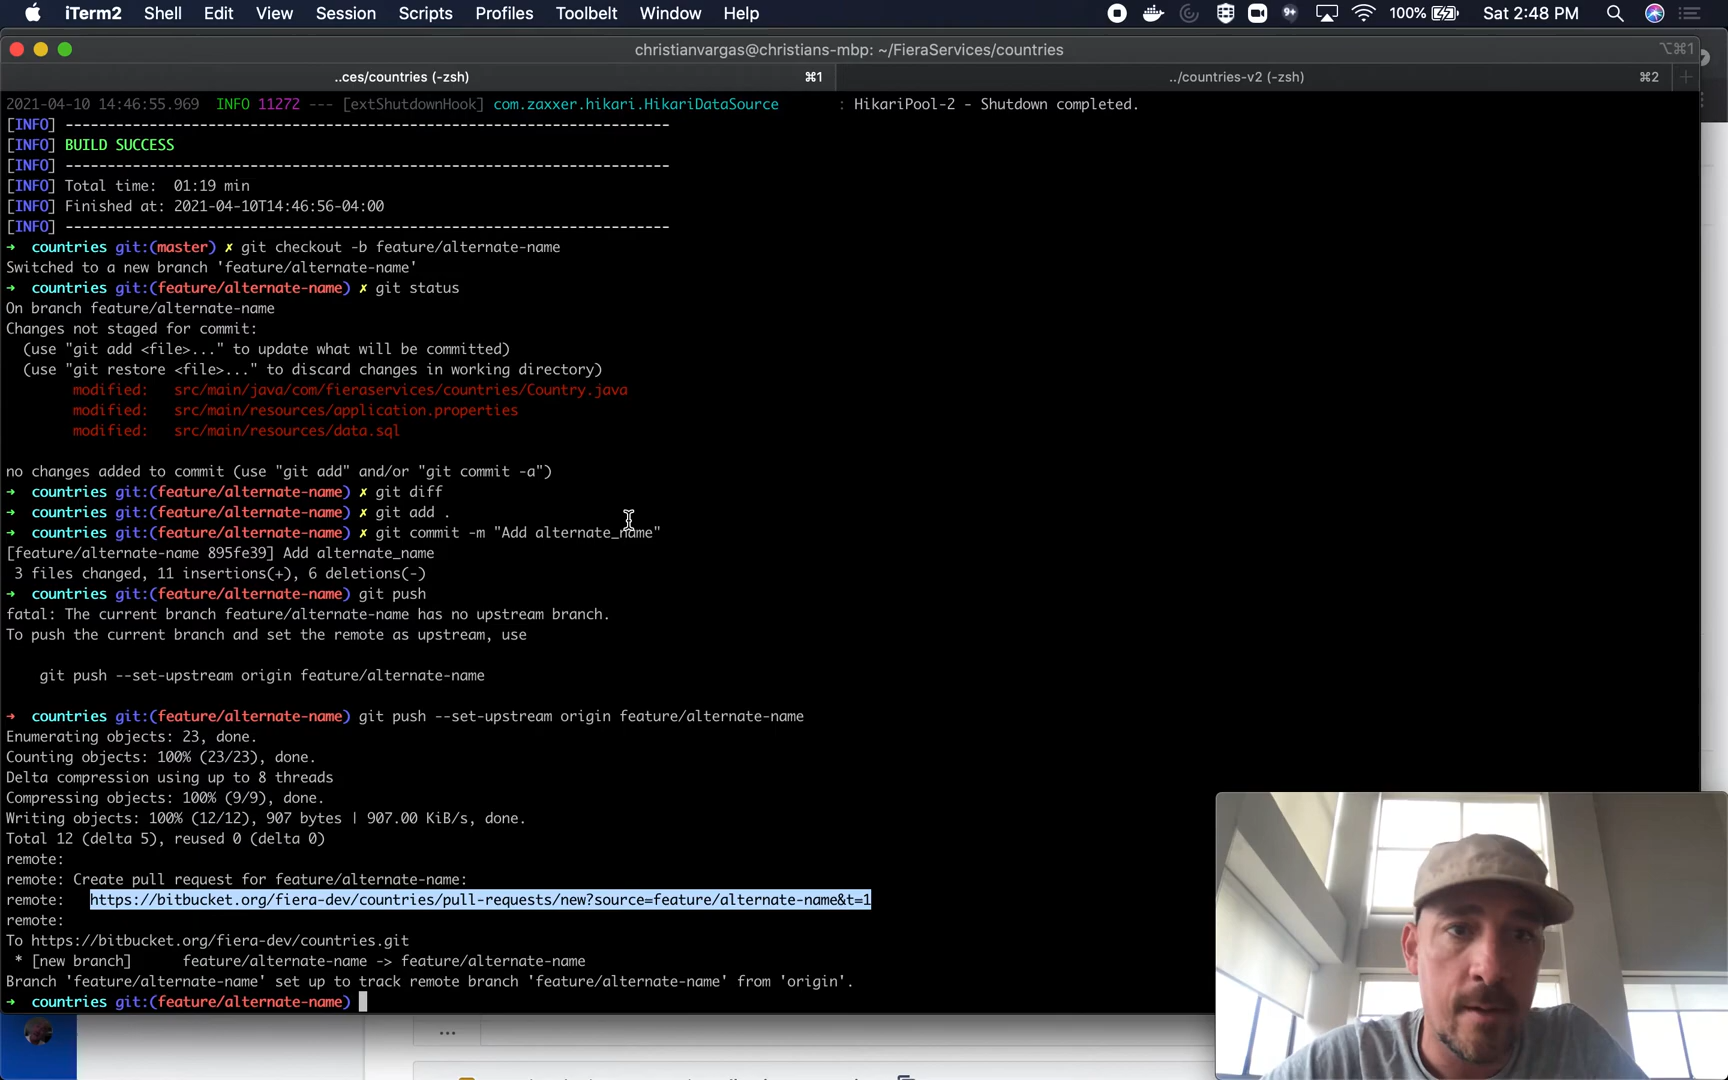 iTerm2 Shell Edit View Session Scripts Profiles Toolbelt Window Help 9+ 100% Sat 2:48 PM
christianvargas@christians-mbp: ~/FieraServices/countries ⌥⌘1
..ces/countries (-zsh) ⌘1 ../countries-v2 (-zsh) ⌘2 +
2021-04-10 14:46:55.969  INFO 11272 --- [extShutdownHook] com.zaxxer.hikari.HikariDataSource       : HikariPool-2 - Shutdown completed.
[INFO] ------------------------------------------------------------------------
[INFO] BUILD SUCCESS
[INFO] ------------------------------------------------------------------------
[INFO] Total time:  01:19 min
[INFO] Finished at: 2021-04-10T14:46:56-04:00
[INFO] ------------------------------------------------------------------------
➜  countries git:(master) ✗ git checkout -b feature/alternate-name
Switched to a new branch 'feature/alternate-name'
➜  countries git:(feature/alternate-name) ✗ git status
On branch feature/alternate-name
Changes not staged for commit:
  (use "git add <file>..." to update what will be committed)
  (use "git restore <file>..." to discard changes in working directory)
        modified:   src/main/java/com/fieraservices/countries/Country.java
        modified:   src/main/resources/application.properties
        modified:   src/main/resources/data.sql
no changes added to commit (use "git add" and/or "git commit -a")
➜  countries git:(feature/alternate-name) ✗ git diff
➜  countries git:(feature/alternate-name) ✗ git add .
➜  countries git:(feature/alternate-name) ✗ git commit -m "Add alternate_name"
[feature/alternate-name 895fe39] Add alternate_name
 3 files changed, 11 insertions(+), 6 deletions(-)
➜  countries git:(feature/alternate-name) git push
fatal: The current branch feature/alternate-name has no upstream branch.
To push the current branch and set the remote as upstream, use
    git push --set-upstream origin feature/alternate-name
➜  countries git:(feature/alternate-name) git push --set-upstream origin feature/alternate-name
Enumerating objects: 23, done.
Counting objects: 100% (23/23), done.
Delta compression using up to 8 threads
Compressing objects: 100% (9/9), done.
Writing objects: 100% (12/12), 907 bytes | 907.00 KiB/s, done.
Total 12 (delta 5), reused 0 (delta 0)
remote:
remote: Create pull request for feature/alternate-name:
remote:   https://bitbucket.org/fiera-dev/countries/pull-requests/new?source=feature/alternate-name&t=1
remote:
To https://bitbucket.org/fiera-dev/countries.git
 * [new branch]      feature/alternate-name -> feature/alternate-name
Branch 'feature/alternate-name' set up to track remote branch 'feature/alternate-name' from 'origin'.
➜  countries git:(feature/alternate-name)